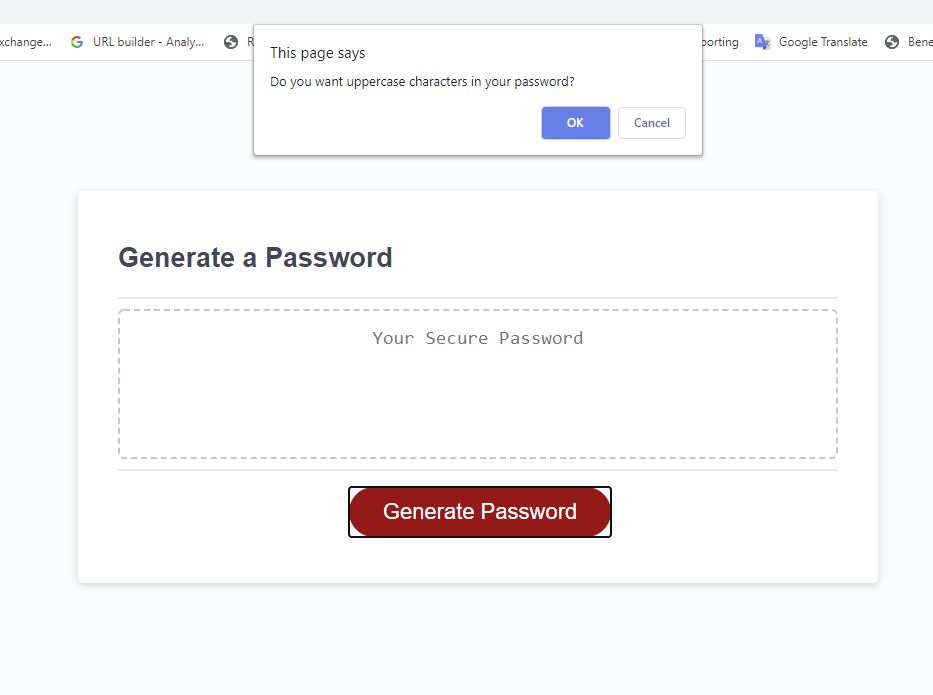 xchange... URL builder - Analy... R porting Google Translate Bene
This page says
Do you want uppercase characters in your password?
OK Cancel
Generate a Password
Your Secure Password
Generate Password